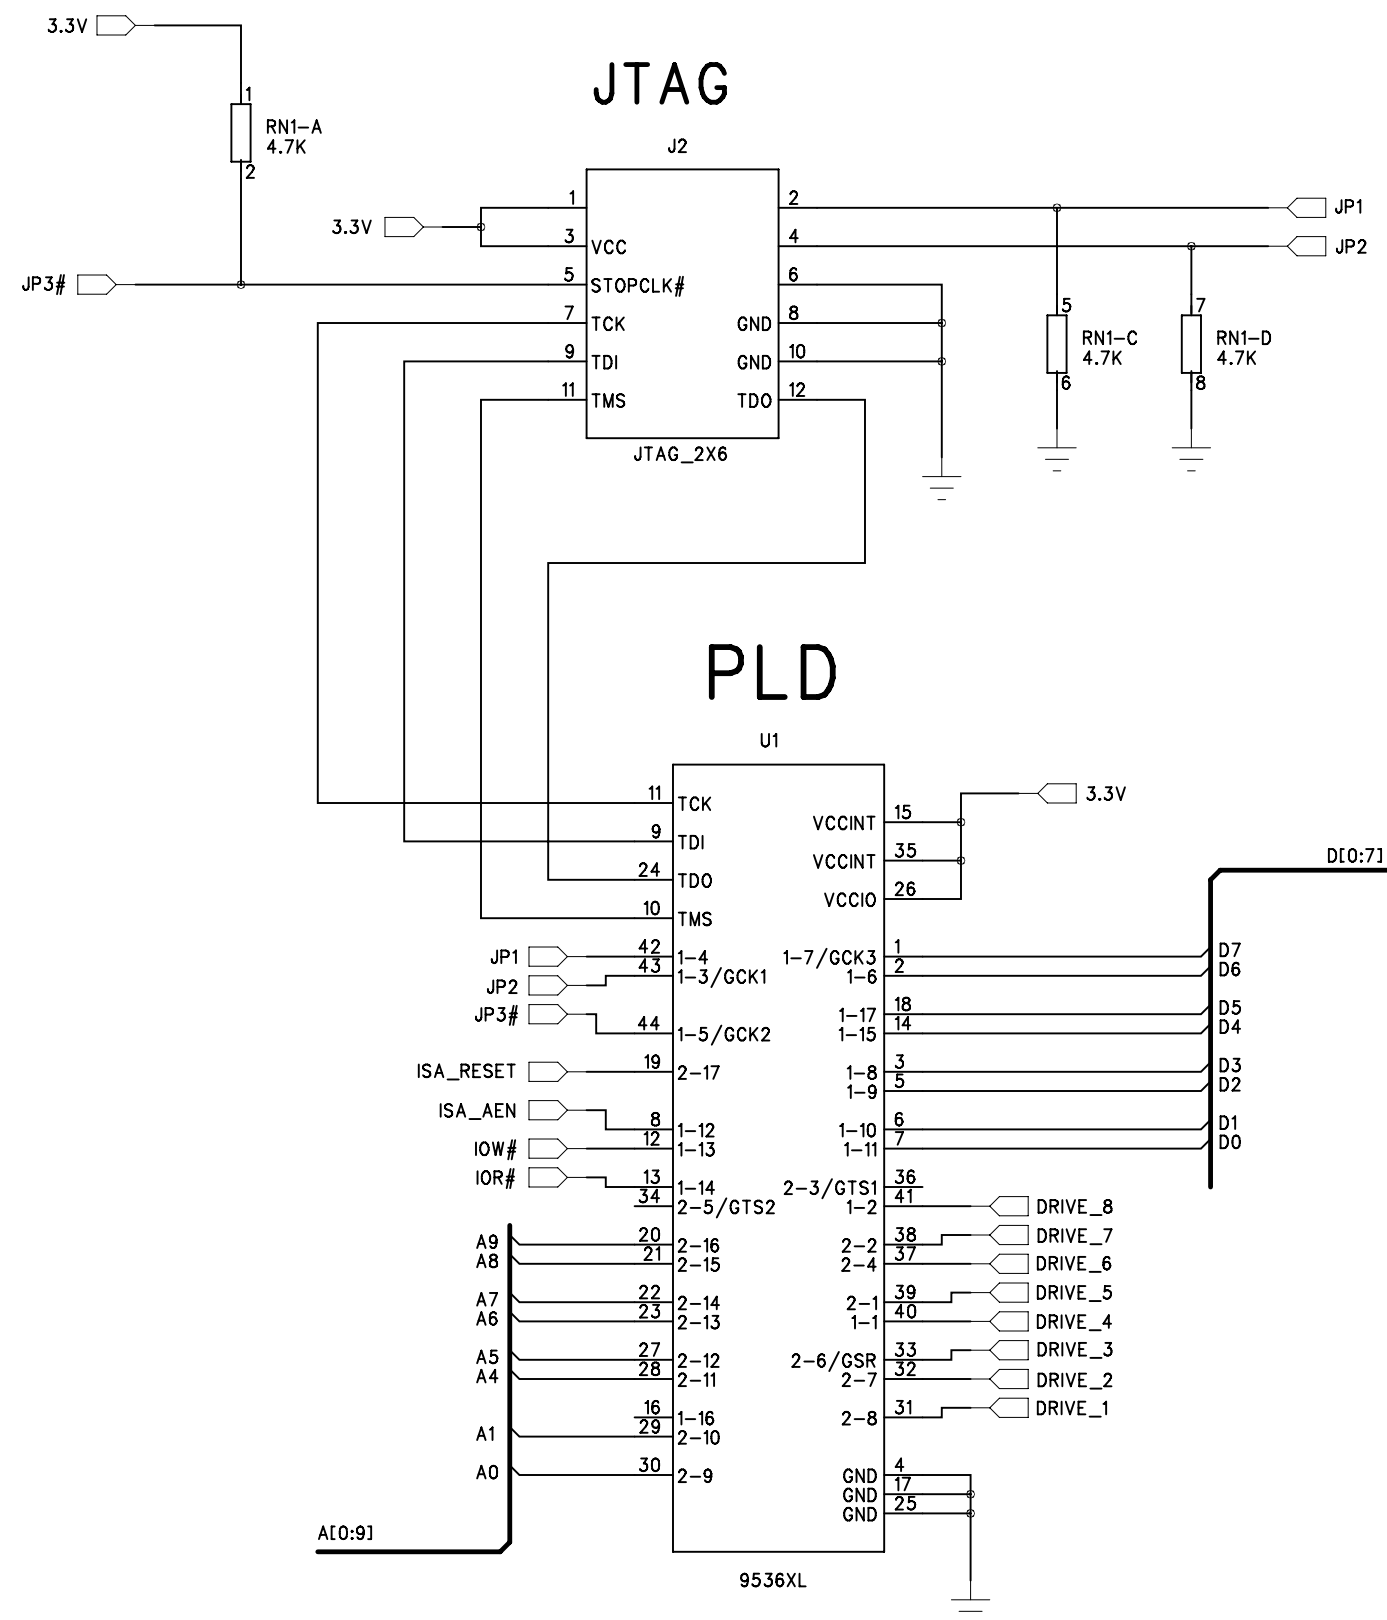 3.3V
1
RN1-A
4.7K
2
JTAG
J2
3.3V
1
3
VCC
JP3#
5
STOPCLK#
7
TCK
9
TDI
11
TMS
2
4
6
GND
8
GND
10
TDO
12
JTAG_2X6
JP1
JP2
5
RN1-C
4.7K
6
7
RN1-D
4.7K
8
PLD
U1
11
TCK
9
TDI
24
TDO
10
TMS
JP1
42
1-4
JP2
43
1-3/GCK1
JP3#
44
1-5/GCK2
ISA_RESET
19
2-17
ISA_AEN
8
1-12
IOW#
12
1-13
IOR#
13
1-14
34
2-5/GTS2
A9
20
2-16
A8
21
2-15
A7
22
2-14
A6
23
2-13
A5
27
2-12
A4
28
2-11
16
1-16
A1
29
2-10
A0
30
2-9
A[0:9]
VCCINT
15
3.3V
VCCINT
35
VCCIO
26
D[0:7]
1-7/GCK3
1
D7
1-6
2
D6
1-17
18
D5
1-15
14
D4
1-8
3
D3
1-9
5
D2
1-10
6
D1
1-11
7
D0
2-3/GTS1
36
1-2
41
DRIVE_8
2-2
38
DRIVE_7
2-4
37
DRIVE_6
2-1
39
DRIVE_5
1-1
40
DRIVE_4
2-6/GSR
33
DRIVE_3
2-7
32
DRIVE_2
2-8
31
DRIVE_1
GND
4
GND
17
GND
25
9536XL